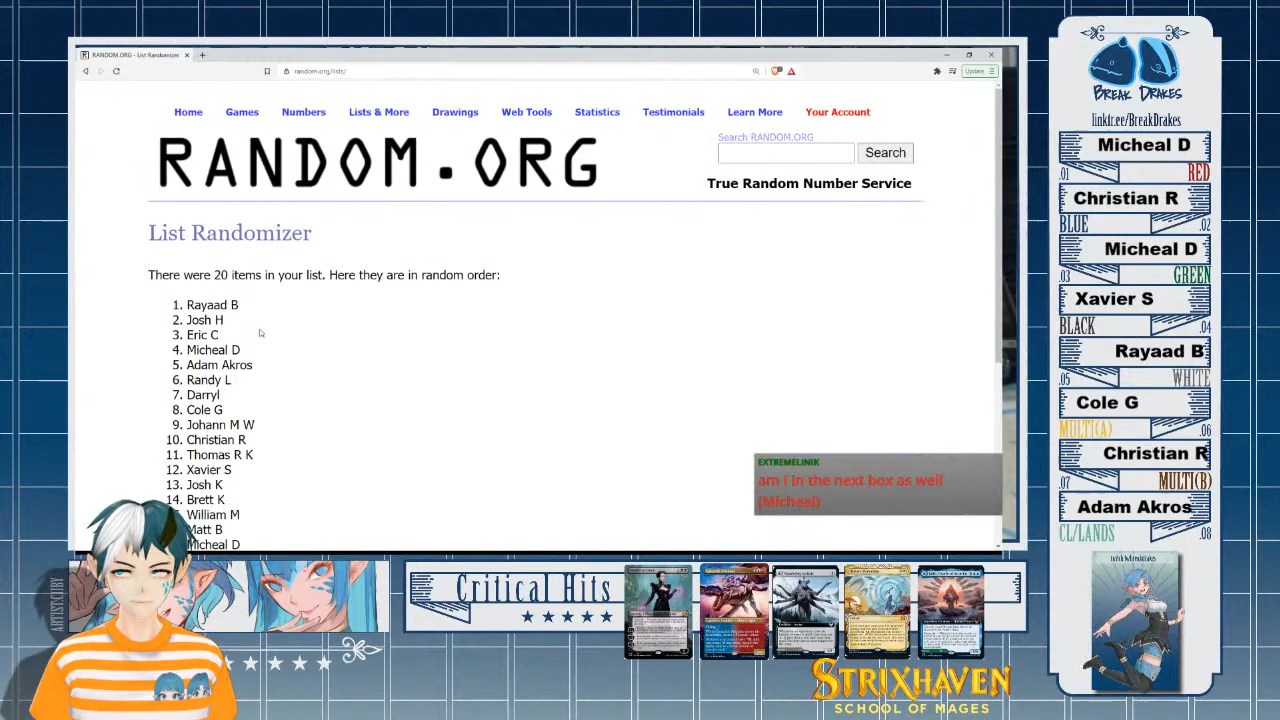 RANDOM.ORG - List Randomizer
random.org/lists/
Update
Home Games Numbers Lists & More Drawings Web Tools Statistics Testimonials Learn More Your Account
RANDOM.ORG
Search RANDOM.ORG
Search
True Random Number Service
List Randomizer
There were 20 items in your list. Here they are in random order:
1. Rayaad B
2. Josh H
3. Eric C
4. Micheal D
5. Adam Akros
6. Randy L
7. Darryl
8. Cole G
9. Johann M W
10. Christian R
11. Thomas R K
12. Xavier S
13. Josh K
14. Brett K
William M
Matt B
Micheal D
EXTREMELINIK
am i in the next box as well
(Micheal)
ARTIST:CHBY
Critical Hits
STRIXHAVEN
SCHOOL OF MAGES
BREAK DRAKES
linktr.ee/BreakDrakes
Micheal D
.01 RED
Christian R
BLUE .02
Micheal D
.03 GREEN
Xavier S
BLACK .04
Rayaad B
.05 WHITE
Cole G
MULTI(A) .06
Christian R
.07 MULTI(B)
Adam Akros
CL/LANDS .08